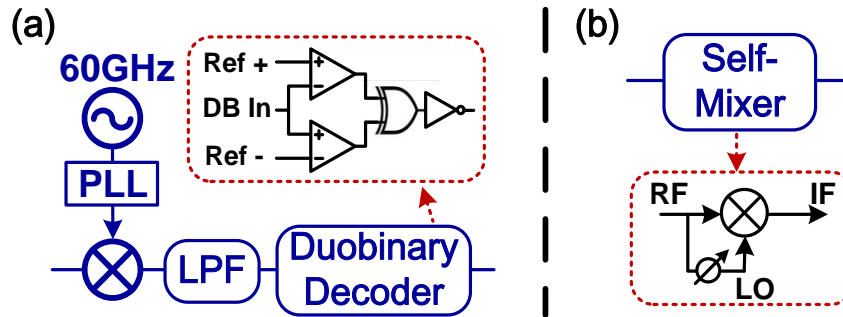 (a)
60GHz
PLL
LPF
Duobinary
Decoder
Ref +
DB In
Ref -
+
-
+
-
(b)
Self-
Mixer
RF
IF
LO